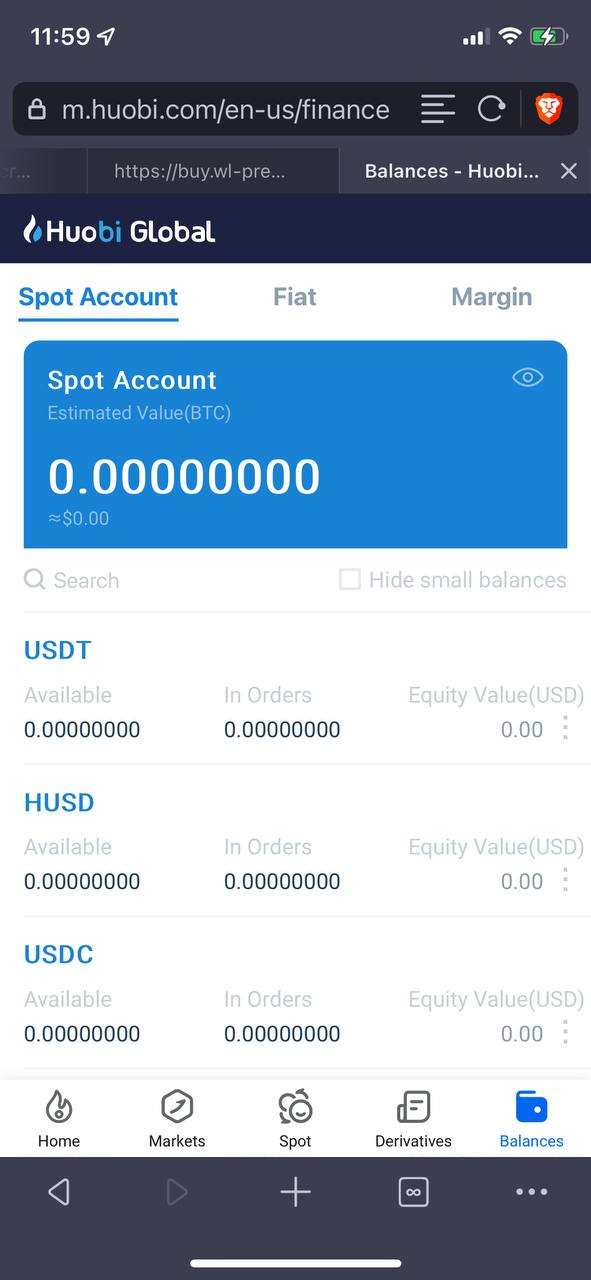 11:59
m.huobi.com/en-us/finance
cr...
https://buy.wl-pre...
Balances - Huobi...
Huobi Global
Spot Account
Fiat
Margin
Spot Account
Estimated Value(BTC)
0.00000000
≈$0.00
Search
Hide small balances
USDT
Available
In Orders
Equity Value(USD)
0.00000000
0.00000000
0.00
HUSD
Available
In Orders
Equity Value(USD)
0.00000000
0.00000000
0.00
USDC
Available
In Orders
Equity Value(USD)
0.00000000
0.00000000
0.00
Home
Markets
Spot
Derivatives
Balances